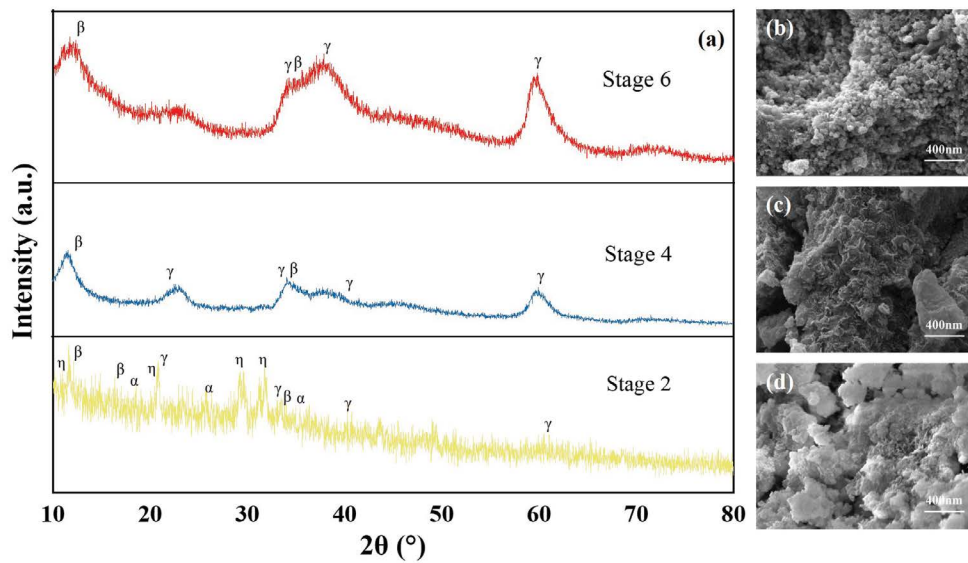 (a)
β
γ
β
γ
γ
Stage 6
β
γ
γ
β
γ
γ
Stage 4
η
β
β
α
η
γ
α
η
η
γ
β
α
γ
γ
Stage 2
Intensity (a.u.)
10 20 30 40 50 60 70 80
2θ (°)
(b)
400nm
(c)
400nm
(d)
400nm